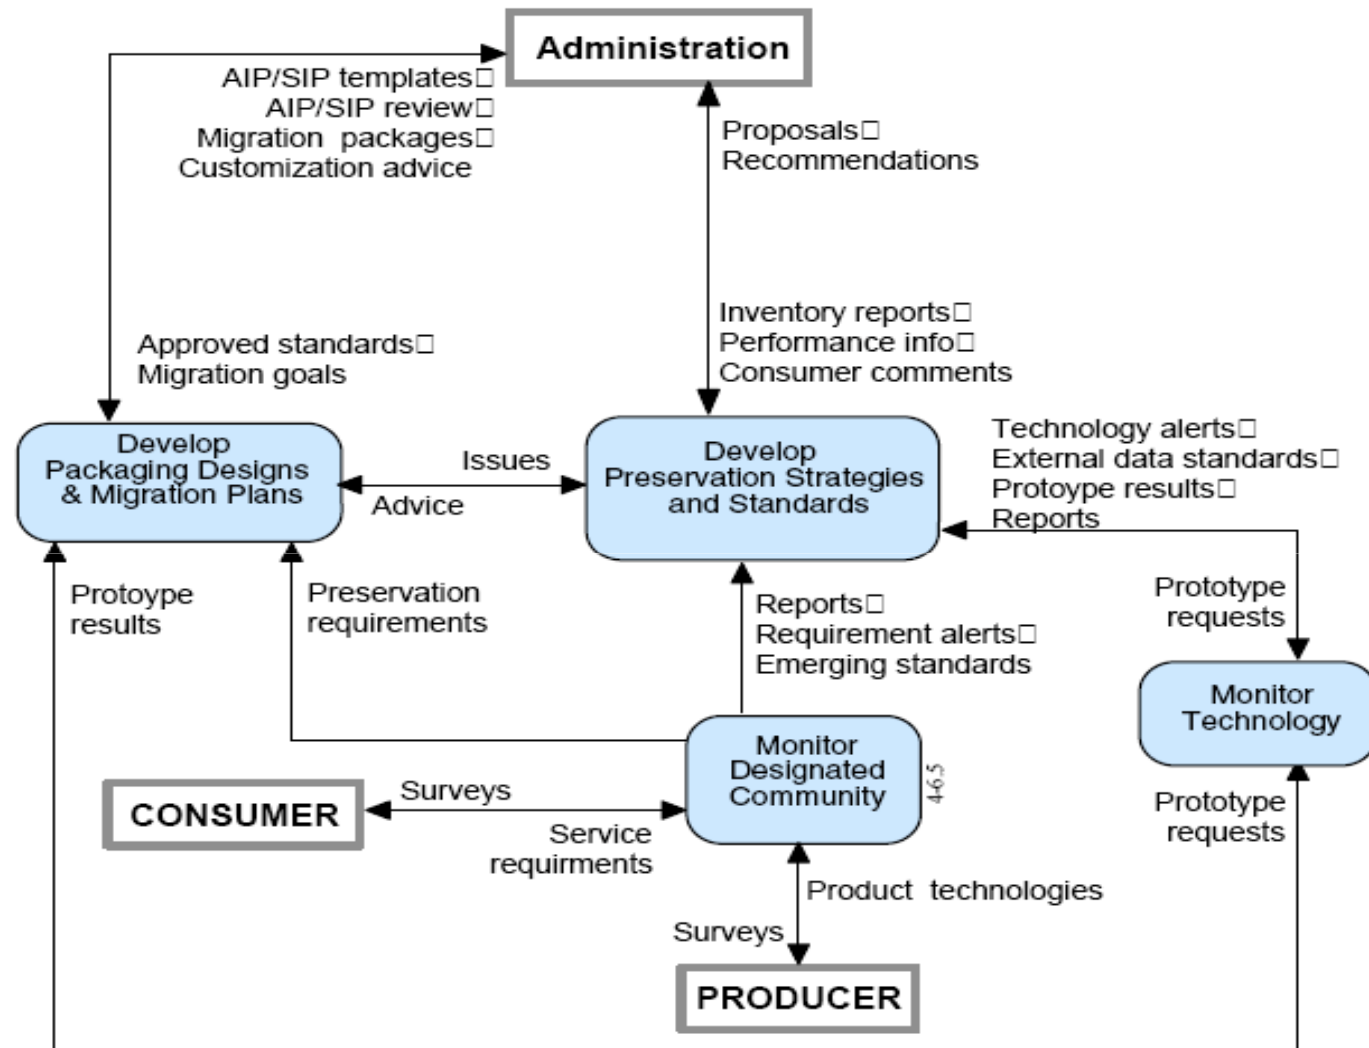 Administration
AIP/SIP templates□
AIP/SIP review□
Migration packages□
Customization advice
Proposals□
Recommendations
Inventory reports□
Performance info□
Consumer comments
Approved standards□
Migration goals
Develop
Packaging Designs
& Migration Plans
Issues
Advice
Develop
Preservation Strategies
and Standards
Technology alerts□
External data standards□
Protoype results□
Reports
Protoype
results
Preservation
requirements
Reports□
Requirement alerts□
Emerging standards
Prototype
requests
Monitor
Technology
Monitor
Designated
Community
4-6.5
CONSUMER
Surveys
Service
requirments
Prototype
requests
Product technologies
Surveys
PRODUCER